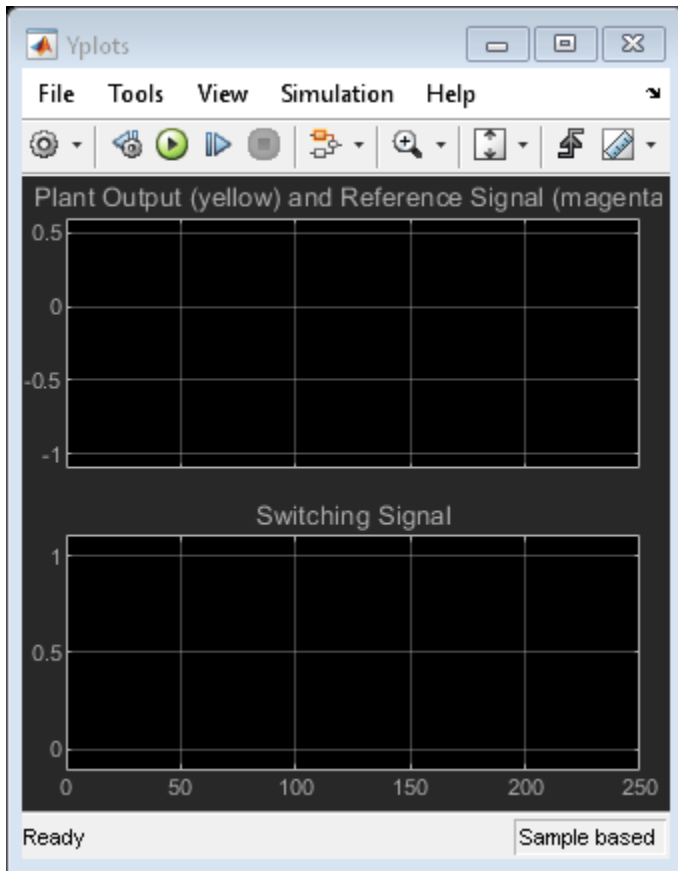 Yplots
File Tools View Simulation Help
Plant Output (yellow) and Reference Signal (magenta
0.5
0
-0.5
-1
Switching Signal
1
0.5
0
0 50 100 150 200 250
Ready Sample based